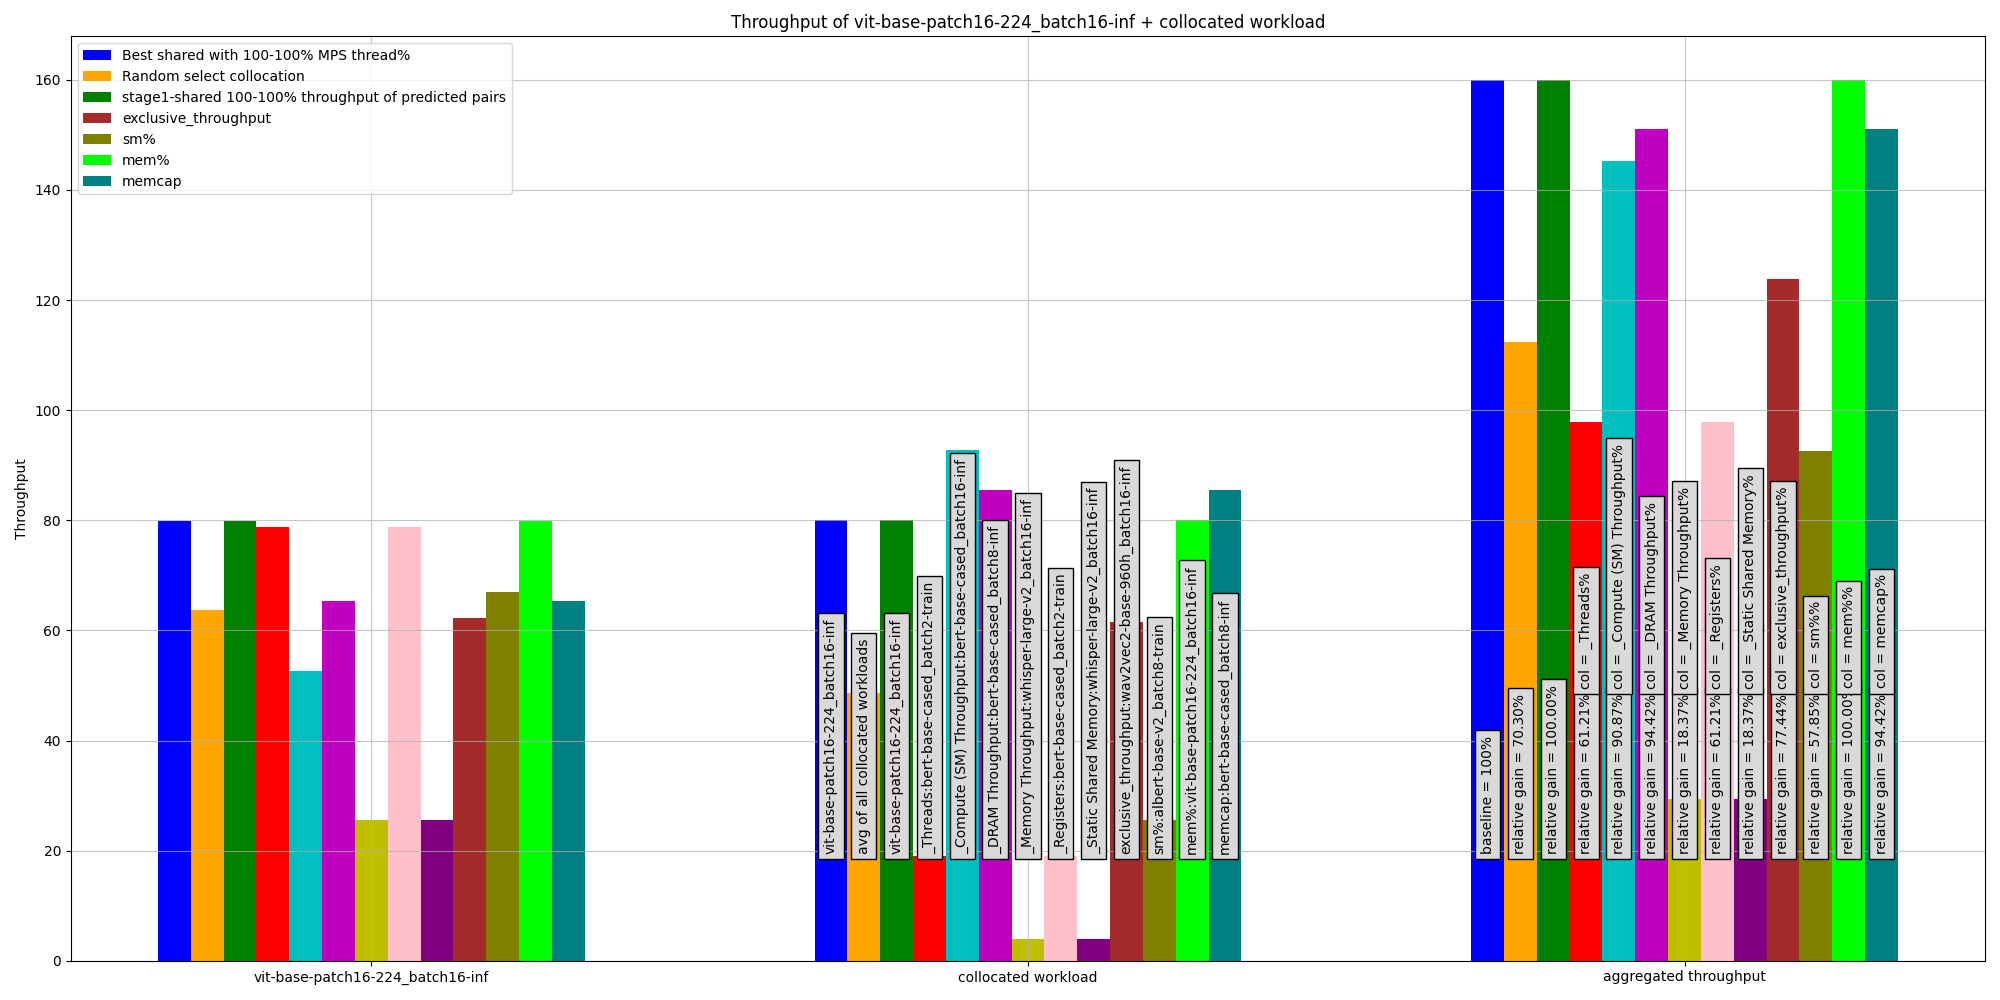 Throughput of vit-base-patch16-224_batch16-inf + collocated workload
Best shared with 100-100% MPS thread%
Random select collocation
stage1-shared 100-100% throughput of predicted pairs
exclusive_throughput
sm%
mem%
memcap
Throughput
160
140
120
100
80
60
40
20
0
vit-base-patch16-224_batch16-inf
avg of all collocated workloads
vit-base-patch16-224_batch16-inf
_Threads:bert-base-cased_batch2-train
_Compute (SM) Throughput:bert-base-cased_batch16-inf
_DRAM Throughput:bert-base-cased_batch8-inf
_Memory Throughput:whisper-large-v2_batch16-inf
_Registers:bert-base-cased_batch2-train
_Static Shared Memory:whisper-large-v2_batch16-inf
exclusive_throughput:wav2vec2-base-960h_batch16-inf
sm%:albert-base-v2_batch8-train
mem%:vit-base-patch16-224_batch16-inf
memcap:bert-base-cased_batch8-inf
baseline = 100%
relative gain = 70.30%
relative gain = 100.00%
relative gain = 61.21%
col = _Threads%
relative gain = 90.87%
col = _Compute (SM) Throughput%
relative gain = 94.42%
col = _DRAM Throughput%
relative gain = 18.37%
col = _Memory Throughput%
relative gain = 61.21%
col = _Registers%
relative gain = 18.37%
col = _Static Shared Memory%
relative gain = 77.44%
col = exclusive_throughput%
relative gain = 57.85%
col = sm%%
relative gain = 100.00%
col = mem%%
relative gain = 94.42%
col = memcap%
vit-base-patch16-224_batch16-inf
collocated workload
aggregated throughput